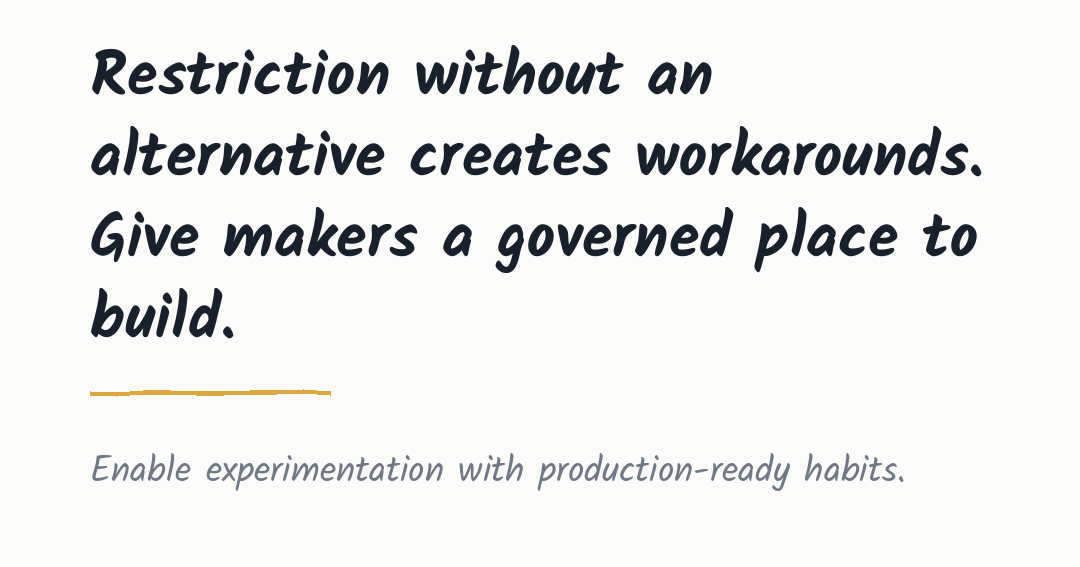 Restriction without an
alternative creates workarounds.
Give makers a governed place to
build.
Enable experimentation with production-ready habits.